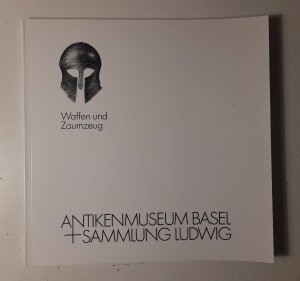 Waffen und
Zaumzeug
ANTIKENMUSEUM BASEL
+SAMMLUNG LUDWIG